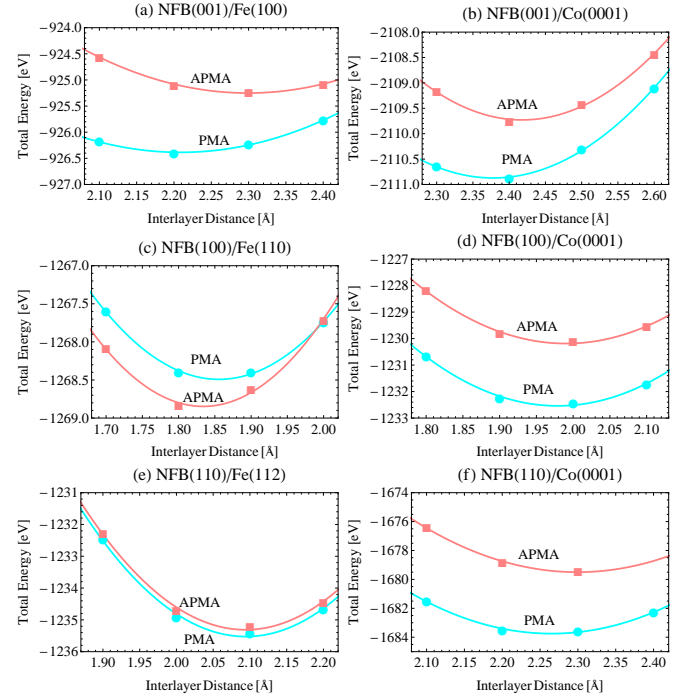 (a) NFB(001)/Fe(100)
Total Energy [eV]
−924.0
−924.5
−925.0
−925.5
−926.0
−926.5
−927.0
APMA
PMA
2.10 2.15 2.20 2.25 2.30 2.35 2.40
Interlayer Distance [Å]
(b) NFB(001)/Co(0001)
Total Energy [eV]
−2108.0
−2108.5
−2109.0
−2109.5
−2110.0
−2110.5
−2111.0
APMA
PMA
2.30 2.35 2.40 2.45 2.50 2.55 2.60
Interlayer Distance [Å]
(c) NFB(100)/Fe(110)
Total Energy [eV]
−1267.0
−1267.5
−1268.0
−1268.5
−1269.0
PMA
APMA
1.70 1.75 1.80 1.85 1.90 1.95 2.00
Interlayer Distance [Å]
(d) NFB(100)/Co(0001)
Total Energy [eV]
−1227
−1228
−1229
−1230
−1231
−1232
−1233
APMA
PMA
1.80 1.85 1.90 1.95 2.00 2.05 2.10
Interlayer Distance [Å]
(e) NFB(110)/Fe(112)
Total Energy [eV]
−1231
−1232
−1233
−1234
−1235
−1236
APMA
PMA
1.90 1.95 2.00 2.05 2.10 2.15 2.20
Interlayer Distance [Å]
(f) NFB(110)/Co(0001)
Total Energy [eV]
−1674
−1676
−1678
−1680
−1682
−1684
APMA
PMA
2.10 2.15 2.20 2.25 2.30 2.35 2.40
Interlayer Distance [Å]